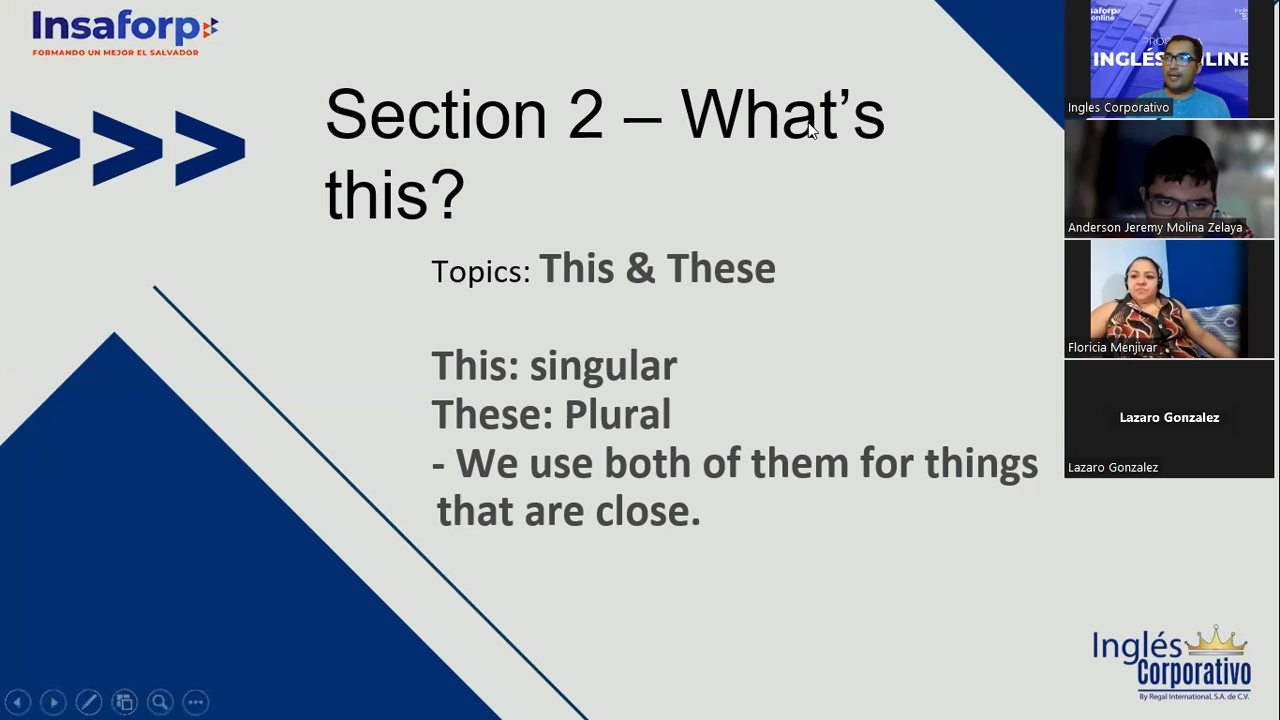 Insaforp
FORMANDO UN MEJOR EL SALVADOR
>>>
Section 2 – What's
this?
Topics: This & These
This: singular
These: Plural
- We use both of them for things
that are close.
Inglés
Corporativo
By Regal International, S.A. de C.V.
online
INGLÉS
LINE
Ingles Corporativo
Anderson Jeremy Molina Zelaya
Floricia Menjivar
Lazaro Gonzalez
Lazaro Gonzalez